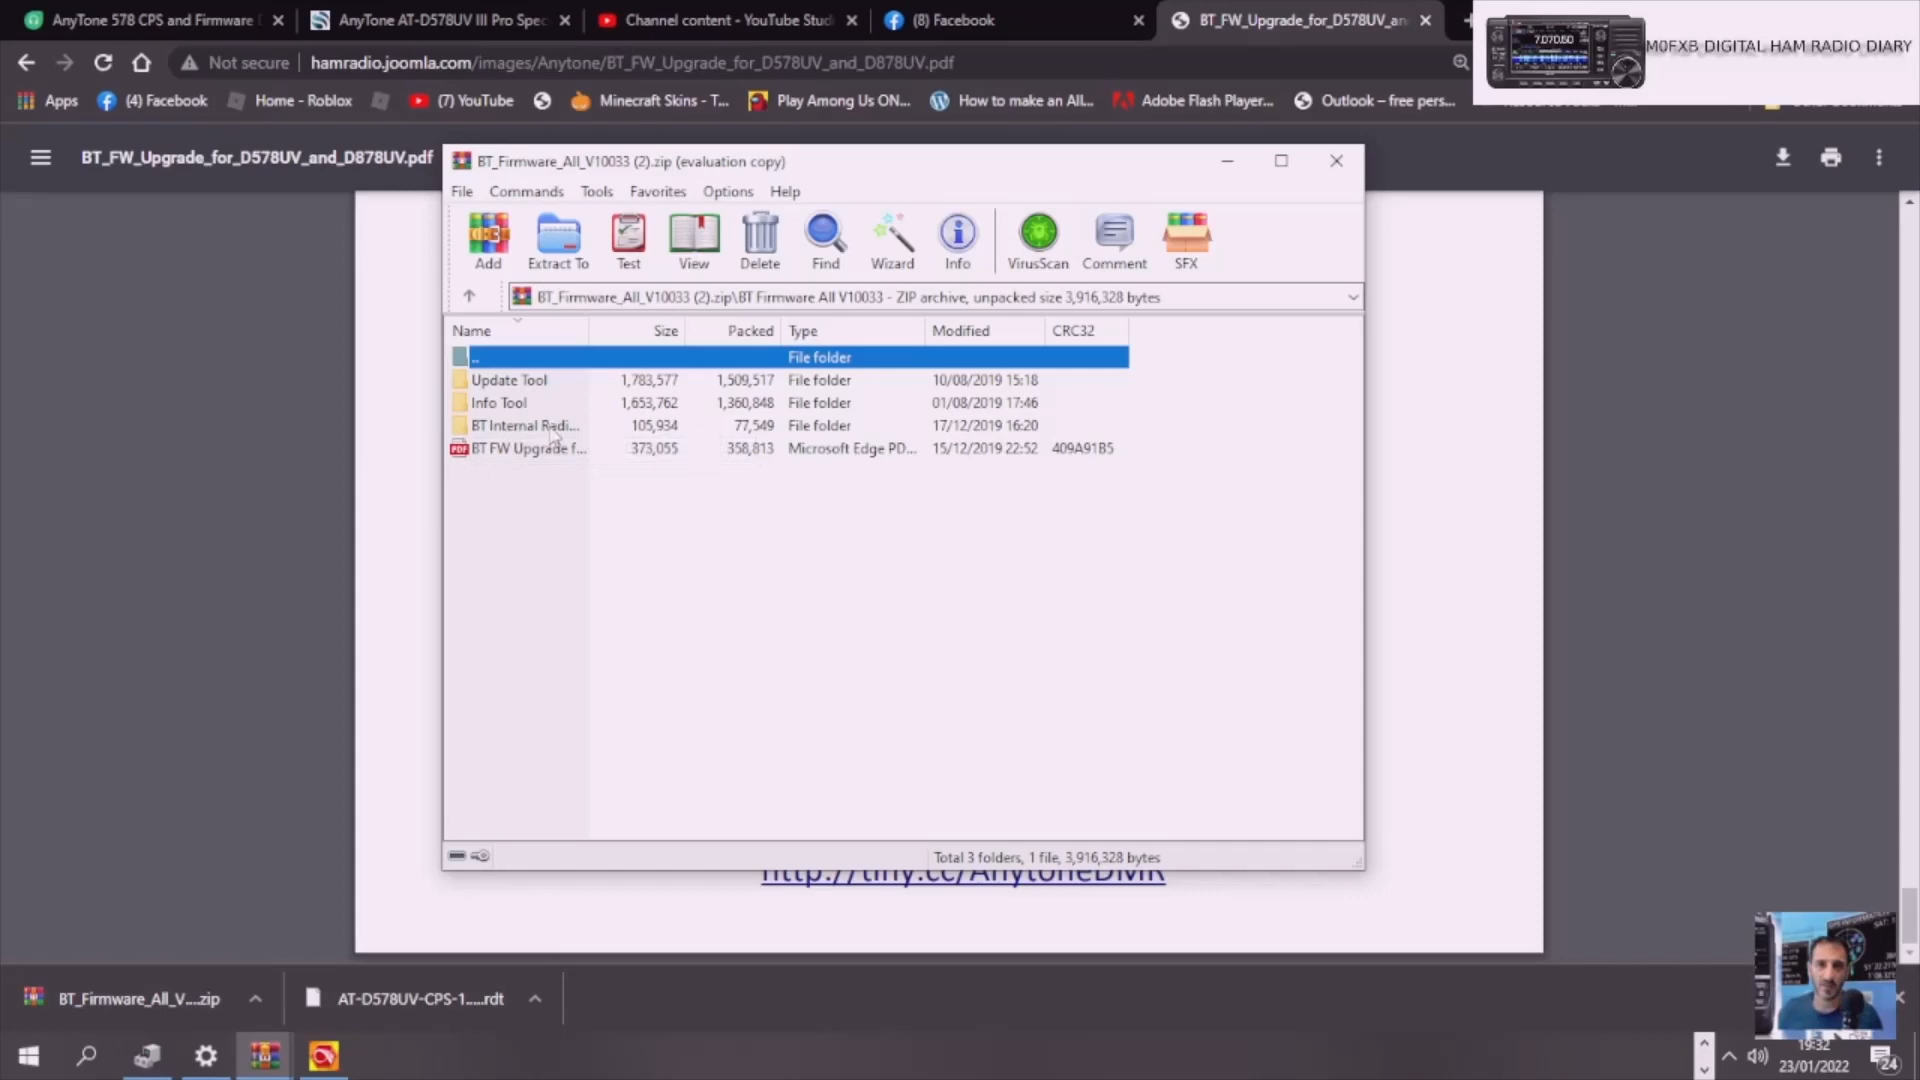 AnyTone 578 CPS and Firmware
AnyTone AT-D578UV III Pro Spec
Channel content - YouTube Stud
(8) Facebook
BT_FW_Upgrade_for_D578UV_an
7.070.50
M0FXB DIGITAL HAM RADIO DIARY
Not secure
hamradio.joomla.com/images/Anytone/BT_FW_Upgrade_for_D578UV_and_D878UV.pdf
Apps
(4) Facebook
Home - Roblox
(7) YouTube
Minecraft Skins - T...
Play Among Us ON...
How to make an All...
Adobe Flash Player...
Outlook – free pers...
BT_FW_Upgrade_for_D578UV_and_D878UV.pdf
BT_Firmware_All_V10033 (2).zip (evaluation copy)
File Commands Tools Favorites Options Help
Add Extract To Test View Delete Find Wizard Info VirusScan Comment SFX
BT_Firmware_All_V10033 (2).zip\BT Firmware All V10033 - ZIP archive, unpacked size 3,916,328 bytes
Name Size Packed Type Modified CRC32
.. File folder
Update Tool 1,783,577 1,509,517 File folder 10/08/2019 15:18
Info Tool 1,653,762 1,360,848 File folder 01/08/2019 17:46
BT Internal Radi... 105,934 77,549 File folder 17/12/2019 16:20
BT FW Upgrade f... 373,055 358,813 Microsoft Edge PD... 15/12/2019 22:52 409A91B5
Total 3 folders, 1 file, 3,916,328 bytes
http://tiny.cc/AnytoneDMR
BT_Firmware_All_V....zip
AT-D578UV-CPS-1.....rdt
19:32
23/01/2022
24